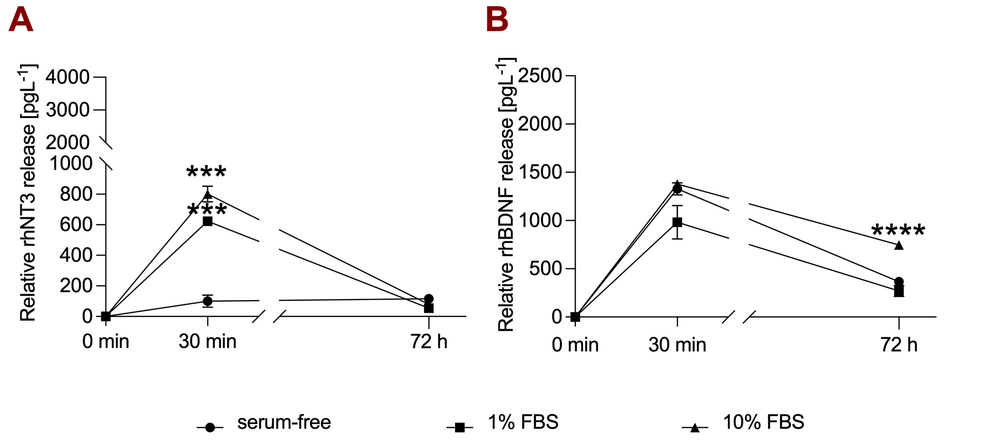 A
Relative rhNT3 release [pgL-1]
4000
3000
2000
1000
800
600
400
200
0
***
***
0 min 30 min 72 h
B
Relative rhBDNF release [pgL-1]
2500
2000
1500
1000
500
0
****
0 min 30 min 72 h
serum-free 1% FBS 10% FBS